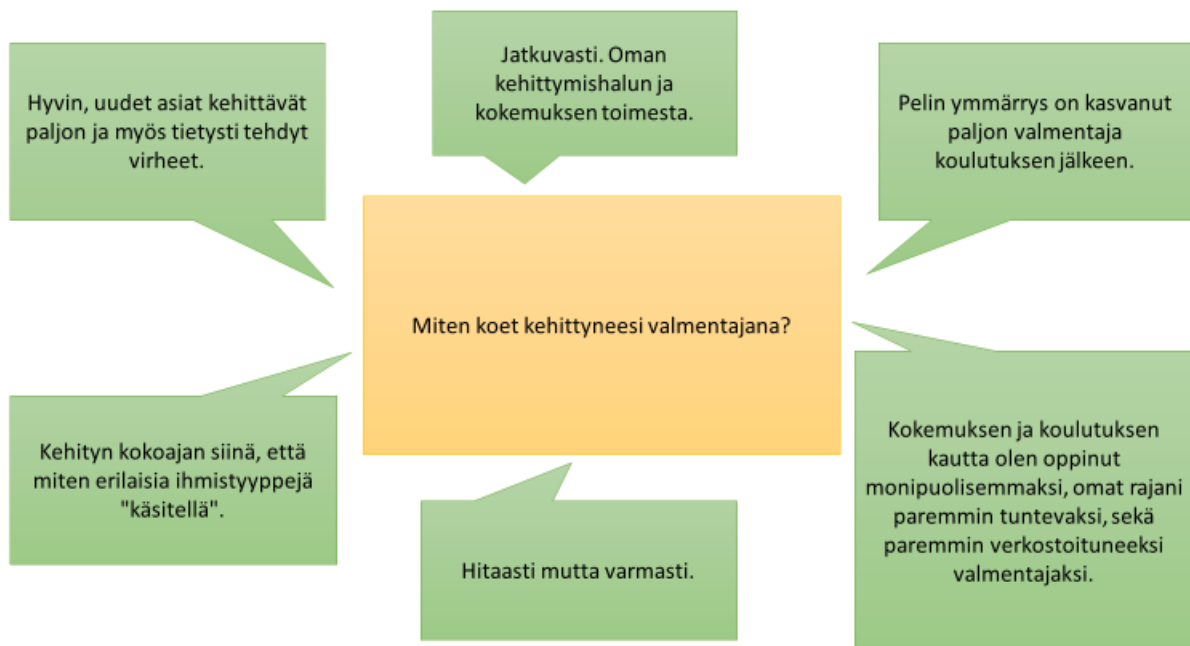 Hyvin, uudet asiat kehittävät
paljon ja myös tietysti tehdyt
virheet.
Jatkuvasti. Oman
kehittymishalun ja
kokemuksen toimesta.
Pelin ymmärrys on kasvanut
paljon valmentaja
koulutuksen jälkeen.
Miten koet kehittyneesi valmentajana?
Kehityn kokoajan siinä, että
miten erilaisia ihmistyyppejä
"käsitellä".
Hitaasti mutta varmasti.
Kokemuksen ja koulutuksen
kautta olen oppinut
monipuolisemmaksi, omat rajani
paremmin tuntevaksi, sekä
paremmin verkostoituneeksi
valmentajaksi.